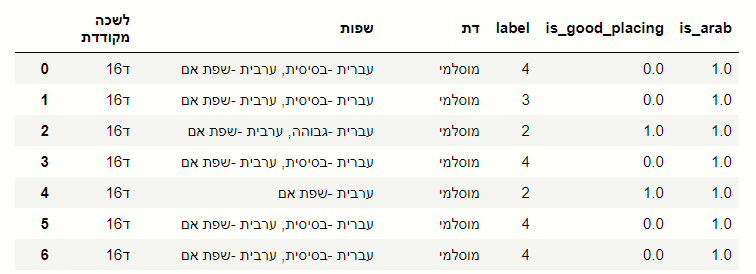 לשכה מקודדת שפות דת label is_good_placing is_arab
0 ד16 עברית -בסיסית, ערבית -שפת אם מוסלמי 4 0.0 1.0
1 ד16 עברית -בסיסית, ערבית -שפת אם מוסלמי 3 0.0 1.0
2 ד16 עברית -גבוהה, ערבית -שפת אם מוסלמי 2 1.0 1.0
3 ד16 עברית -בסיסית, ערבית -שפת אם מוסלמי 4 0.0 1.0
4 ד16 ערבית -שפת אם מוסלמי 2 1.0 1.0
5 ד16 עברית -בסיסית, ערבית -שפת אם מוסלמי 4 0.0 1.0
6 ד16 עברית -בסיסית, ערבית -שפת אם מוסלמי 4 0.0 1.0